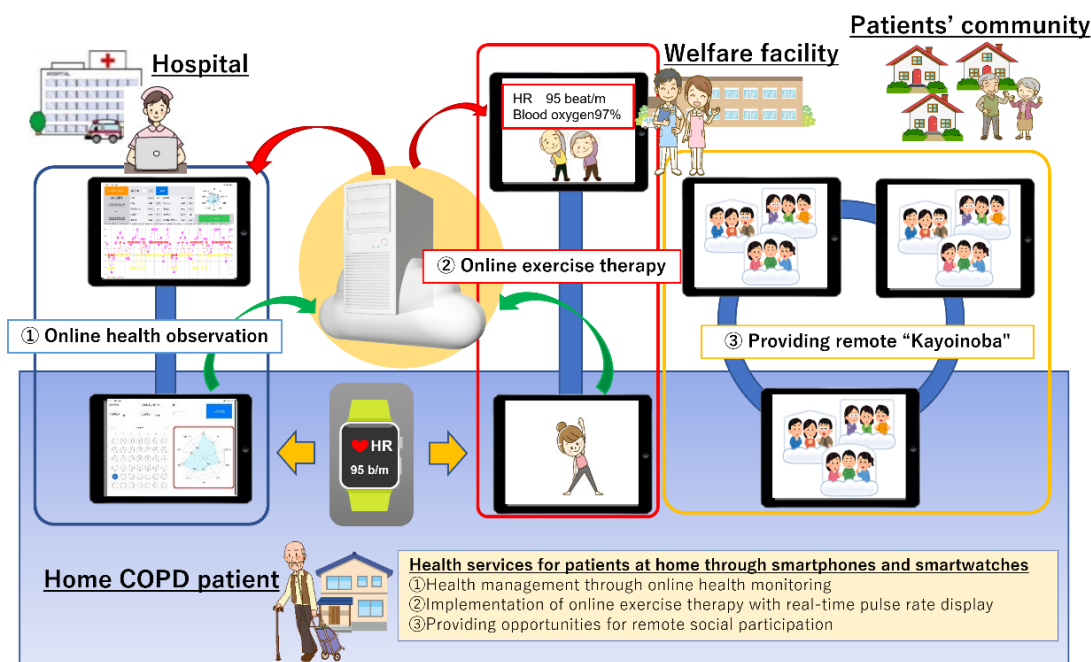 Patients’ community
Hospital
Welfare facility
HOSPITAL
HR 95 beat/m
Blood oxygen97%
② Online exercise therapy
① Online health observation
③ Providing remote “Kayoinoba”
HR
95 b/m
Home COPD patient
Health services for patients at home through smartphones and smartwatches
①Health management through online health monitoring
②Implementation of online exercise therapy with real-time pulse rate display
③Providing opportunities for remote social participation